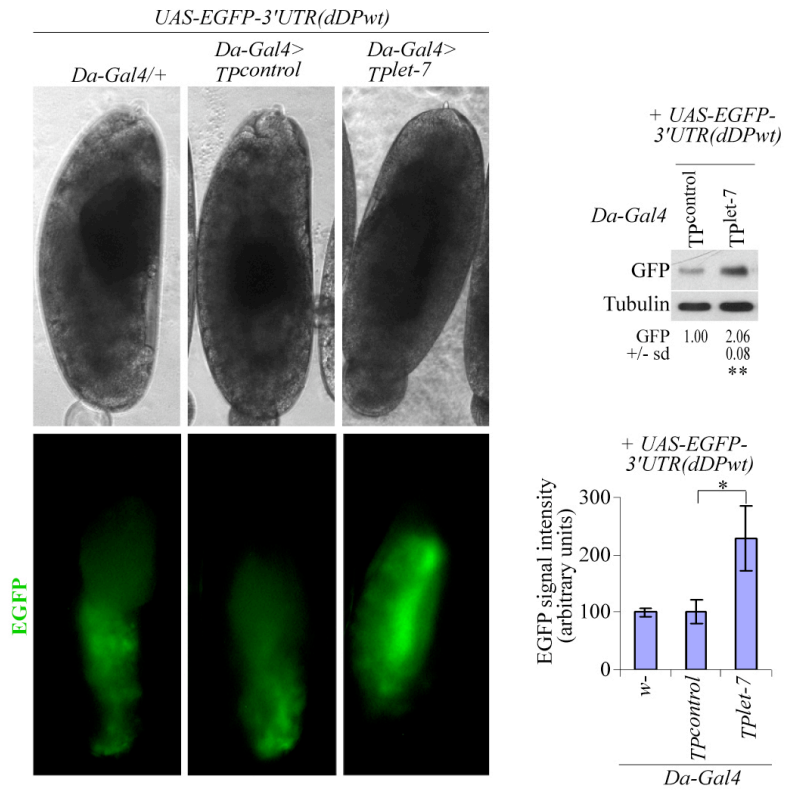 UAS-EGFP-3'UTR(dDPwt)
Da-Gal4/+
Da-Gal4>
TPcontrol
Da-Gal4>
TPlet-7
EGFP
+ UAS-EGFP-
3'UTR(dDPwt)
Da-Gal4
TPcontrol
TPlet-7
GFP
Tubulin
GFP 1.00 2.06
+/- sd 0.08
**
+ UAS-EGFP-
3'UTR(dDPwt)
EGFP signal intensity
(arbitrary units)
300
200
100
0
*
w-
TPcontrol
TPlet-7
Da-Gal4